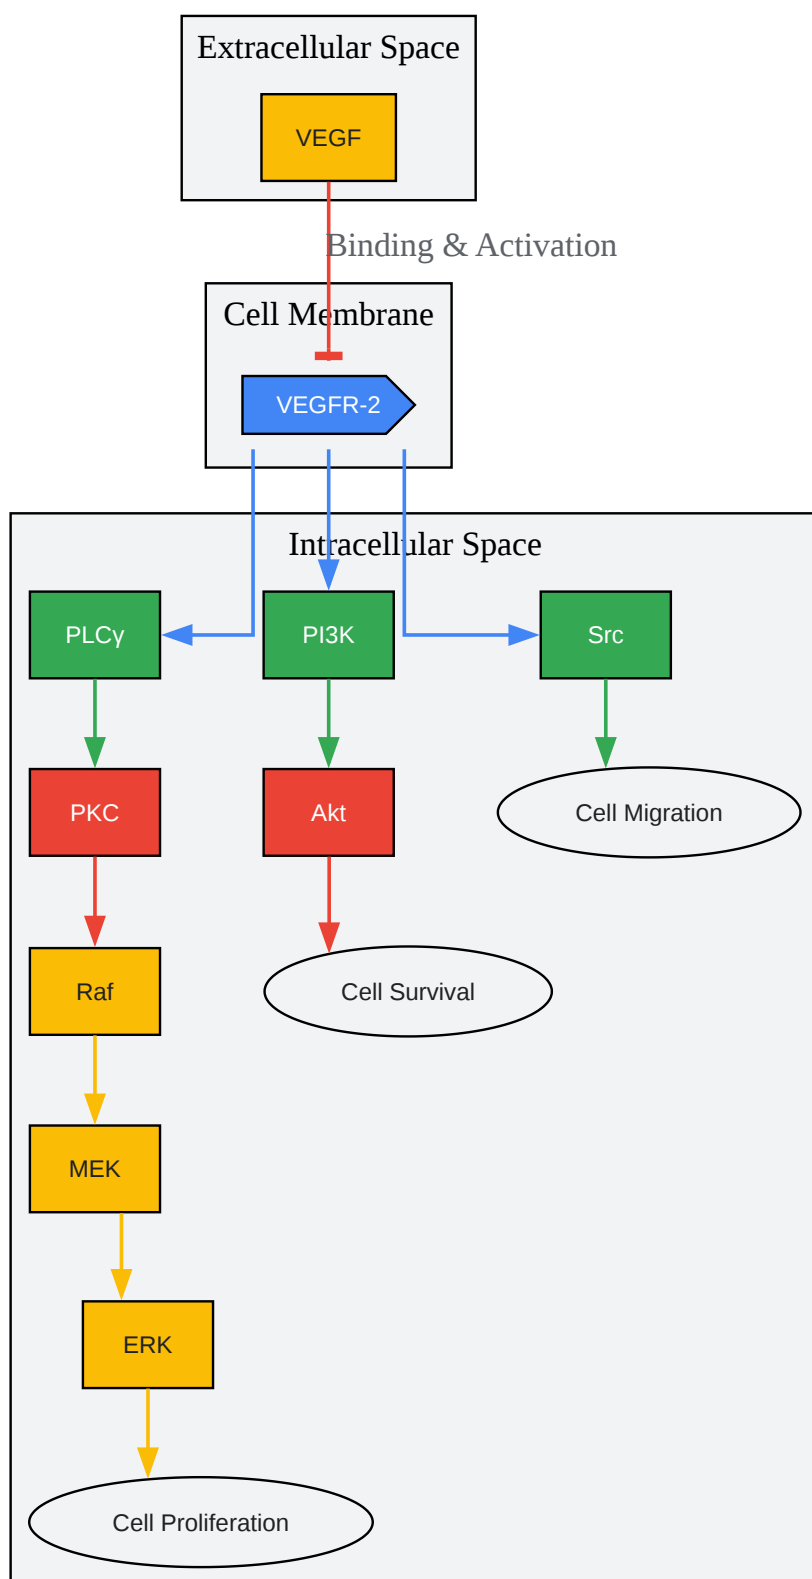 Extracellular Space
VEGF
Binding & Activation
Cell Membrane
VEGFR-2
Intracellular Space
PLCγ
PI3K
Src
PKC
Akt
Cell Migration
Raf
Cell Survival
MEK
ERK
Cell Proliferation